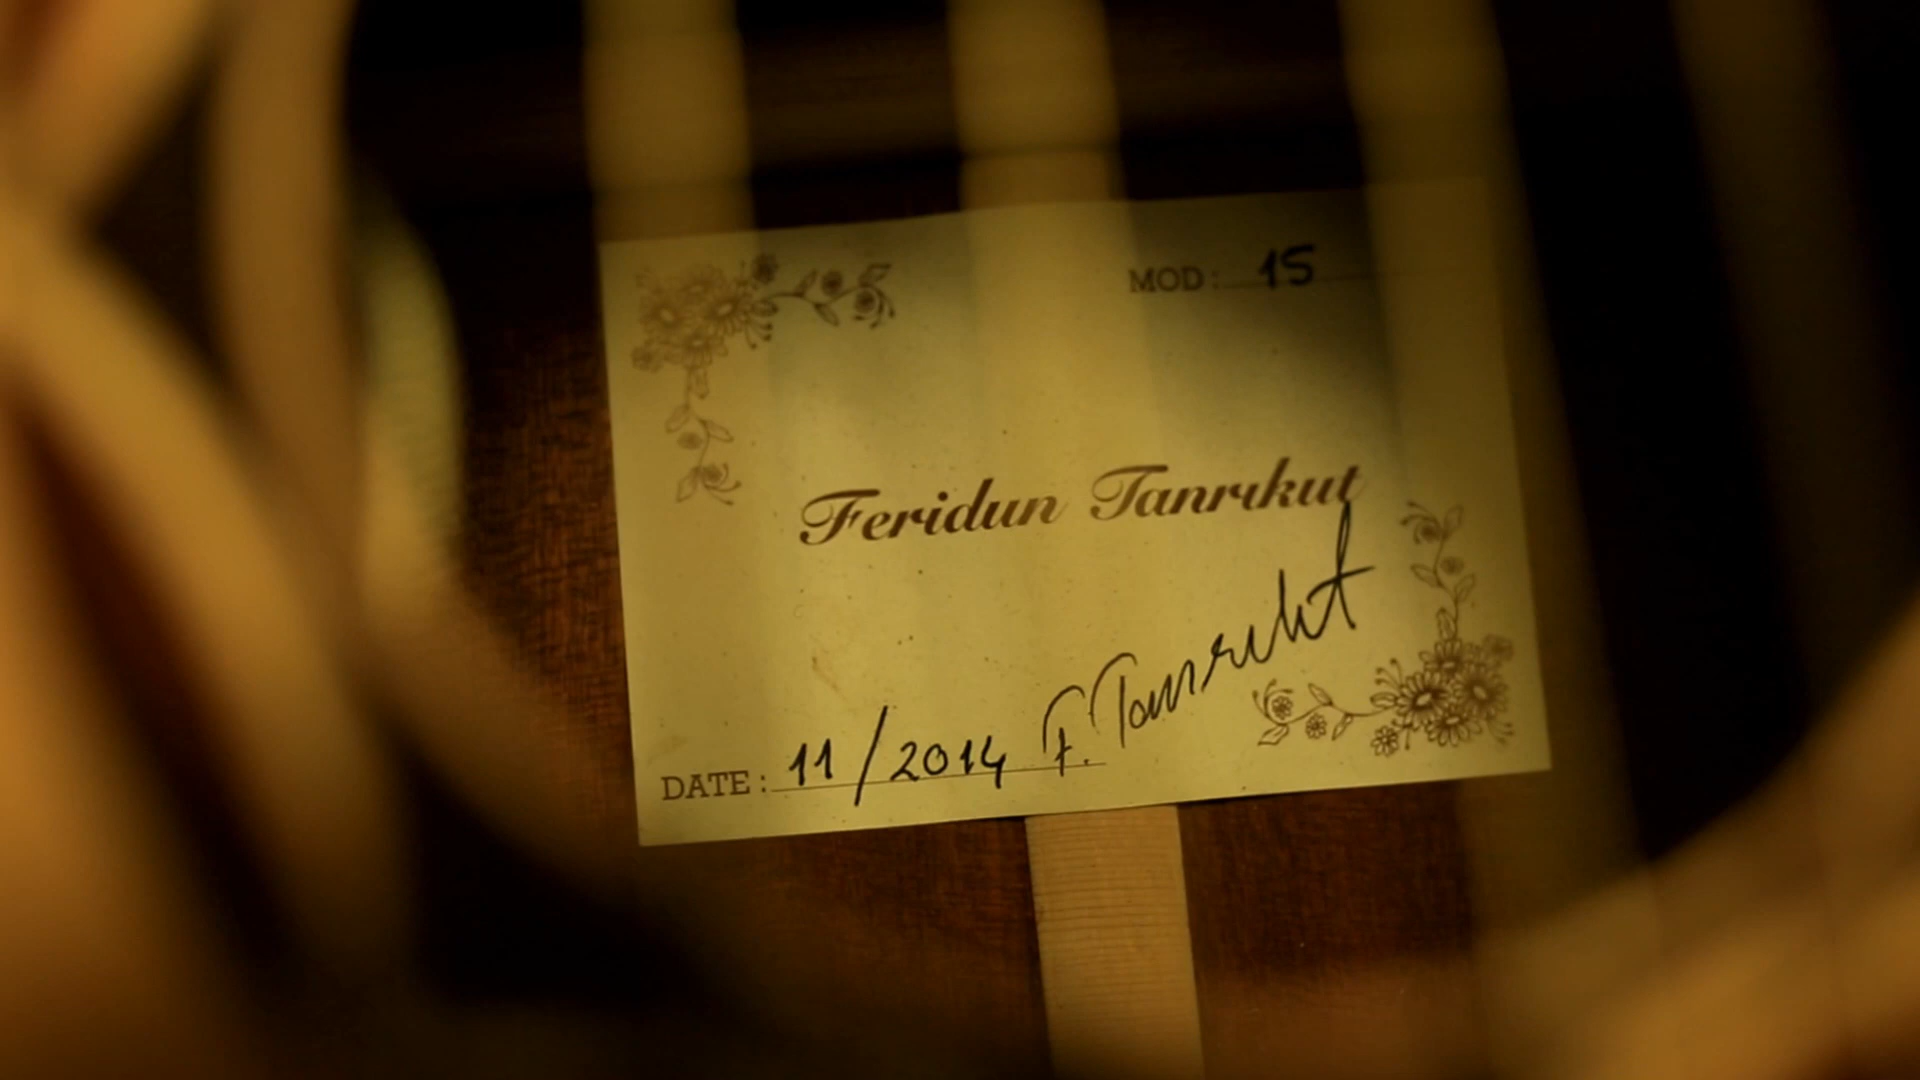 MOD: 15
Feridun Tanrıkut
F. Tanrıkut
DATE: 11/2014